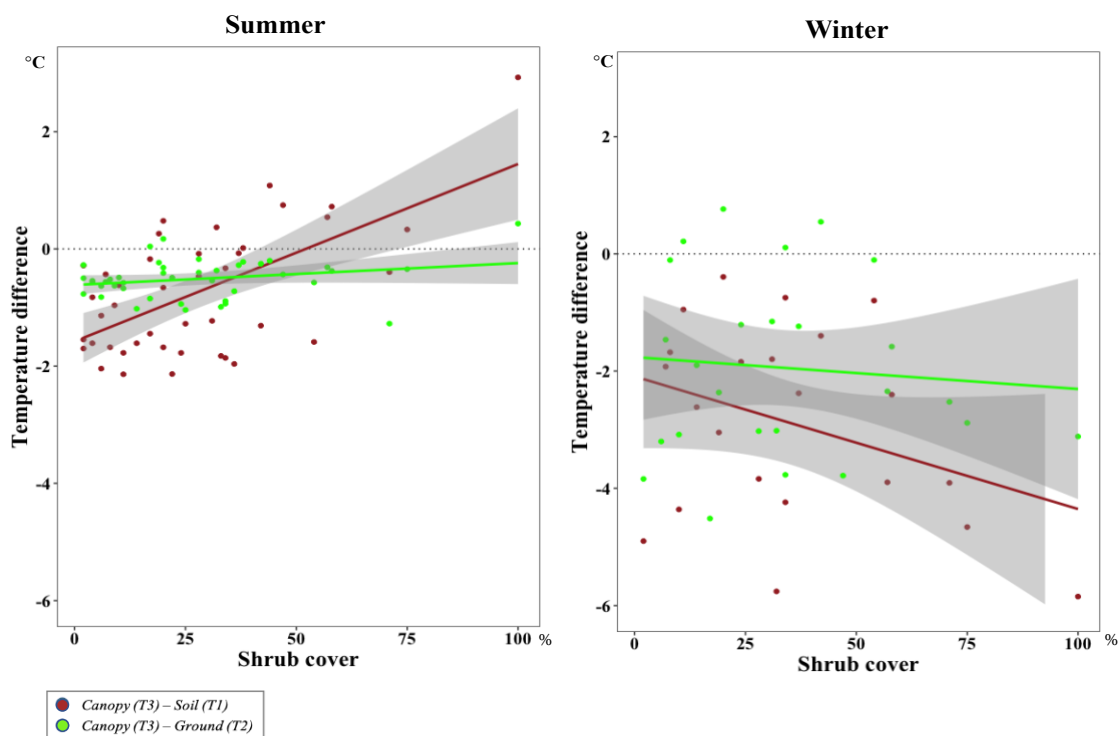 Summer
Winter
°C
°C
2
0
-2
-4
-6
2
0
-2
-4
-6
Temperature difference
Temperature difference
0 25 50 75 100 %
0 25 50 75 100 %
Shrub cover
Shrub cover
Canopy (T3) – Soil (T1)
Canopy (T3) – Ground (T2)